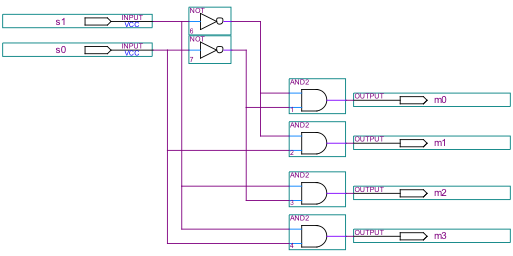 s1 INPUT VCC NOT 6
s0 INPUT VCC NOT 7
AND2 1 OUTPUT m0
AND2 2 OUTPUT m1
AND2 3 OUTPUT m2
AND2 4 OUTPUT m3